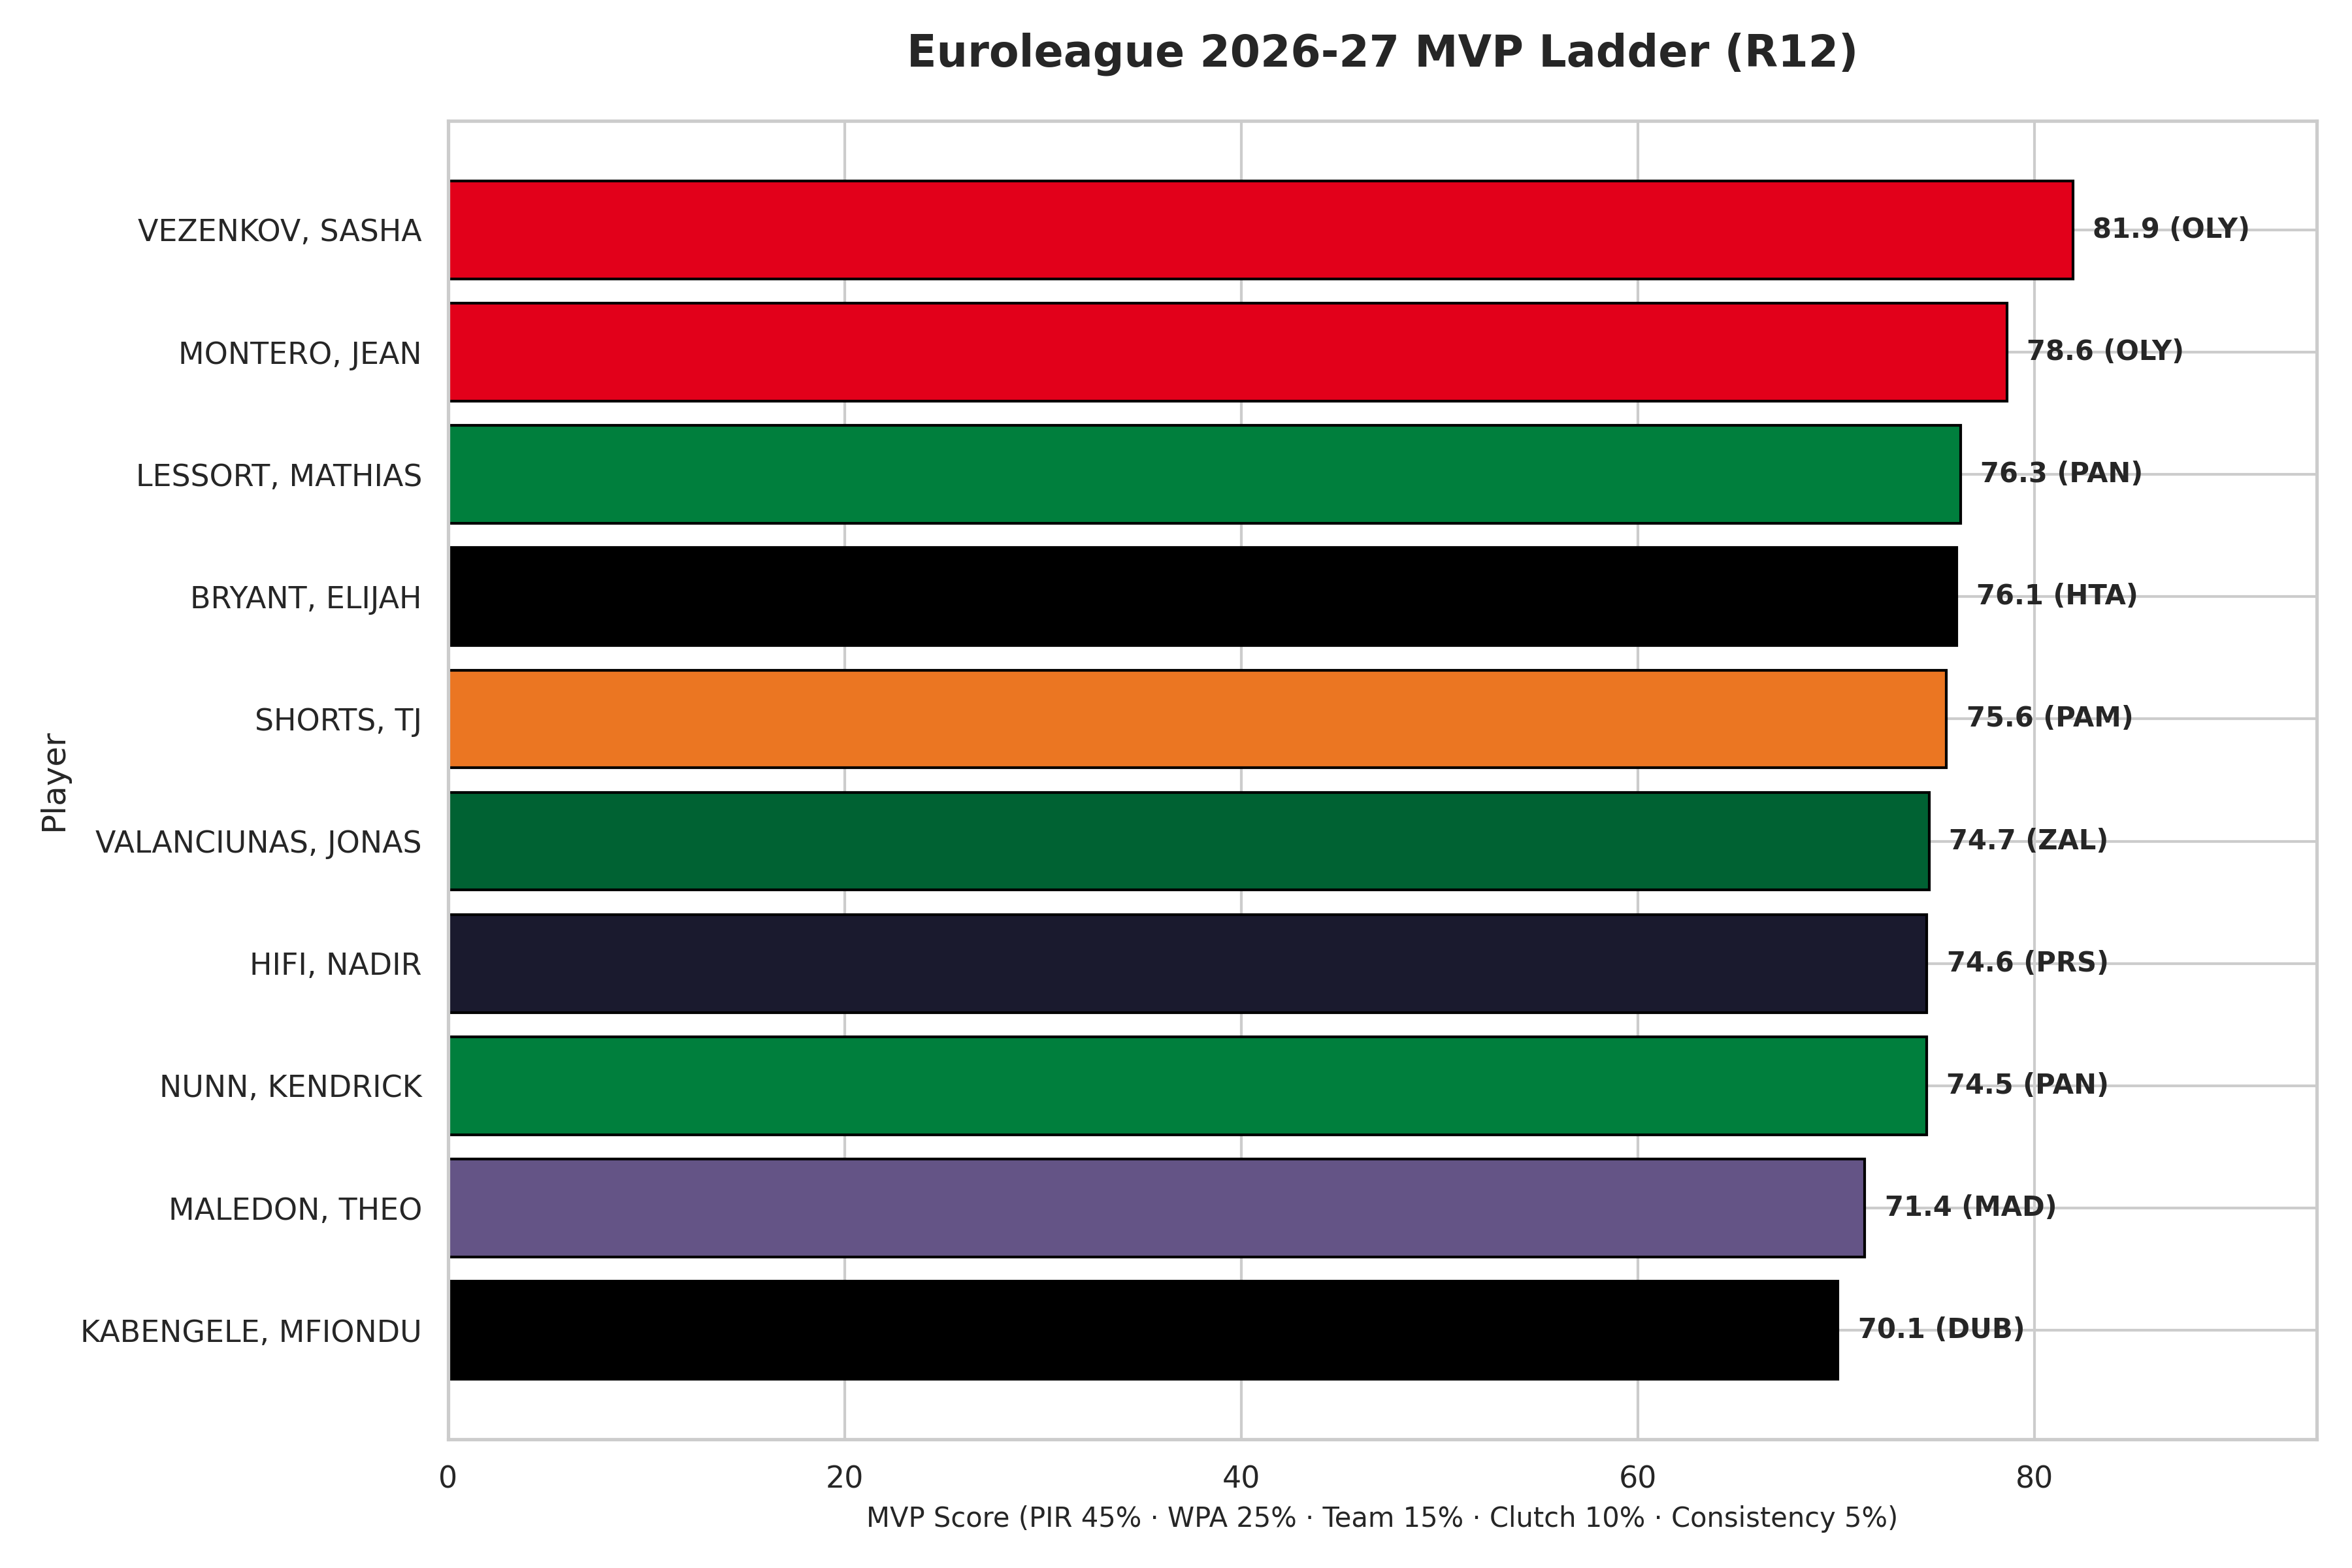 Euroleague 2026-27 MVP Ladder (R12)
VEZENKOV, SASHA 81.9 (OLY)
MONTERO, JEAN 78.6 (OLY)
LESSORT, MATHIAS 76.3 (PAN)
BRYANT, ELIJAH 76.1 (HTA)
SHORTS, TJ 75.6 (PAM)
Player
VALANCIUNAS, JONAS 74.7 (ZAL)
HIFI, NADIR 74.6 (PRS)
NUNN, KENDRICK 74.5 (PAN)
MALEDON, THEO 71.4 (MAD)
KABENGELE, MFIONDU 70.1 (DUB)
0 20 40 60 80
MVP Score (PIR 45% · WPA 25% · Team 15% · Clutch 10% · Consistency 5%)